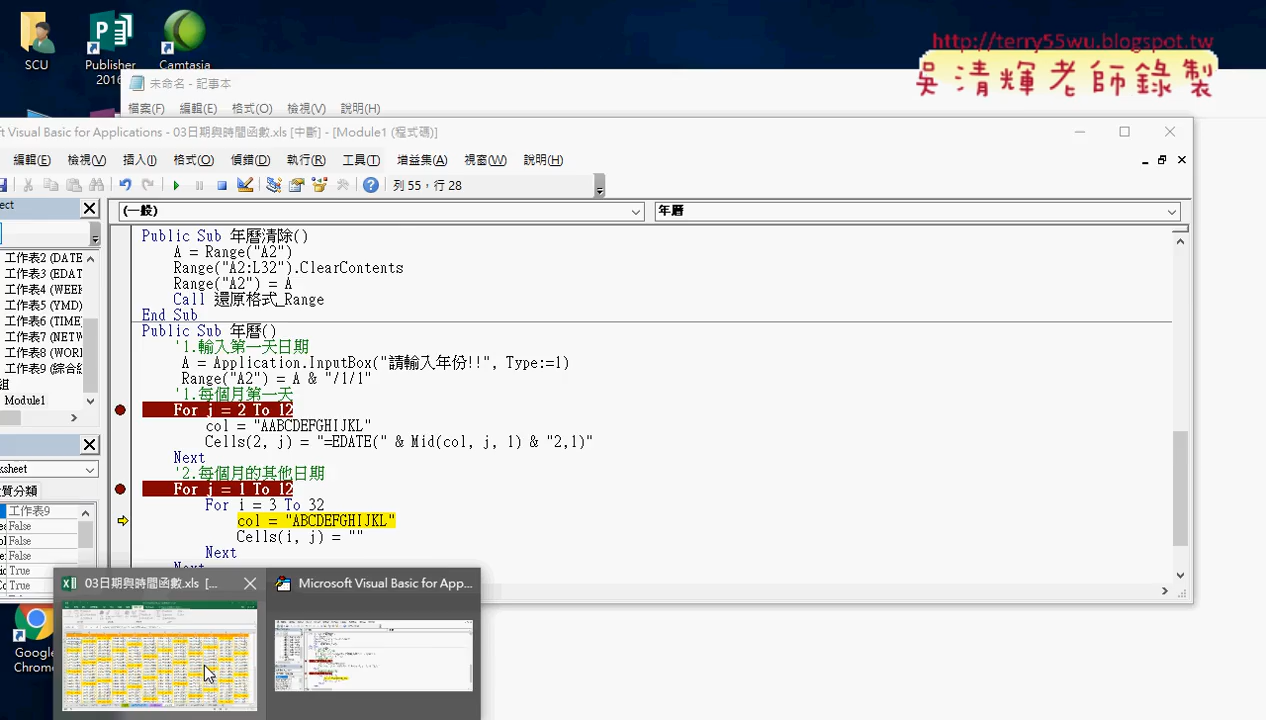 http://terry55wu.blogspot.tw
吳清輝老師錄製
SCU
Publisher
2016
Camtasia
未命名 - 記事本
檔案(F) 編輯(E) 格式(O) 檢視(V) 說明(H)
ft Visual Basic for Applications - 03日期與時間函數.xls [中斷] - [Module1 (程式碼)]
編輯(E) 檢視(V) 插入(I) 格式(O) 偵錯(D) 執行(R) 工具(T) 增益集(A) 視窗(W) 說明(H)
列 55，行 28
ect
(一般)
年曆
工作表2 (DATE
工作表3 (EDAT
工作表4 (WEEK
工作表5 (YMD)
工作表6 (TIME)
工作表7 (NETW
工作表8 (WORK
工作表9 (綜合範
組
Module1
ksheet
性質分類
工作表9
False
False
False
True
True
Public Sub 年曆清除()
A = Range("A2")
Range("A2:L32").ClearContents
Range("A2") = A
Call 還原格式_Range
End Sub
Public Sub 年曆()
'1.輸入第一天日期
A = Application.InputBox("請輸入年份!!", Type:=1)
Range("A2") = A & "/1/1"
'1.每個月第一天
For j = 2 To 12
col = "AABCDEFGHIJKL"
Cells(2, j) = "=EDATE(" & Mid(col, j, 1) & "2,1)"
Next
'2.每個月的其他日期
For j = 1 To 12
For i = 3 To 32
col = "ABCDEFGHIJKL"
Cells(i, j) = ""
Next
Next
03日期與時間函數.xls [...
Microsoft Visual Basic for App...
Google
Chrome